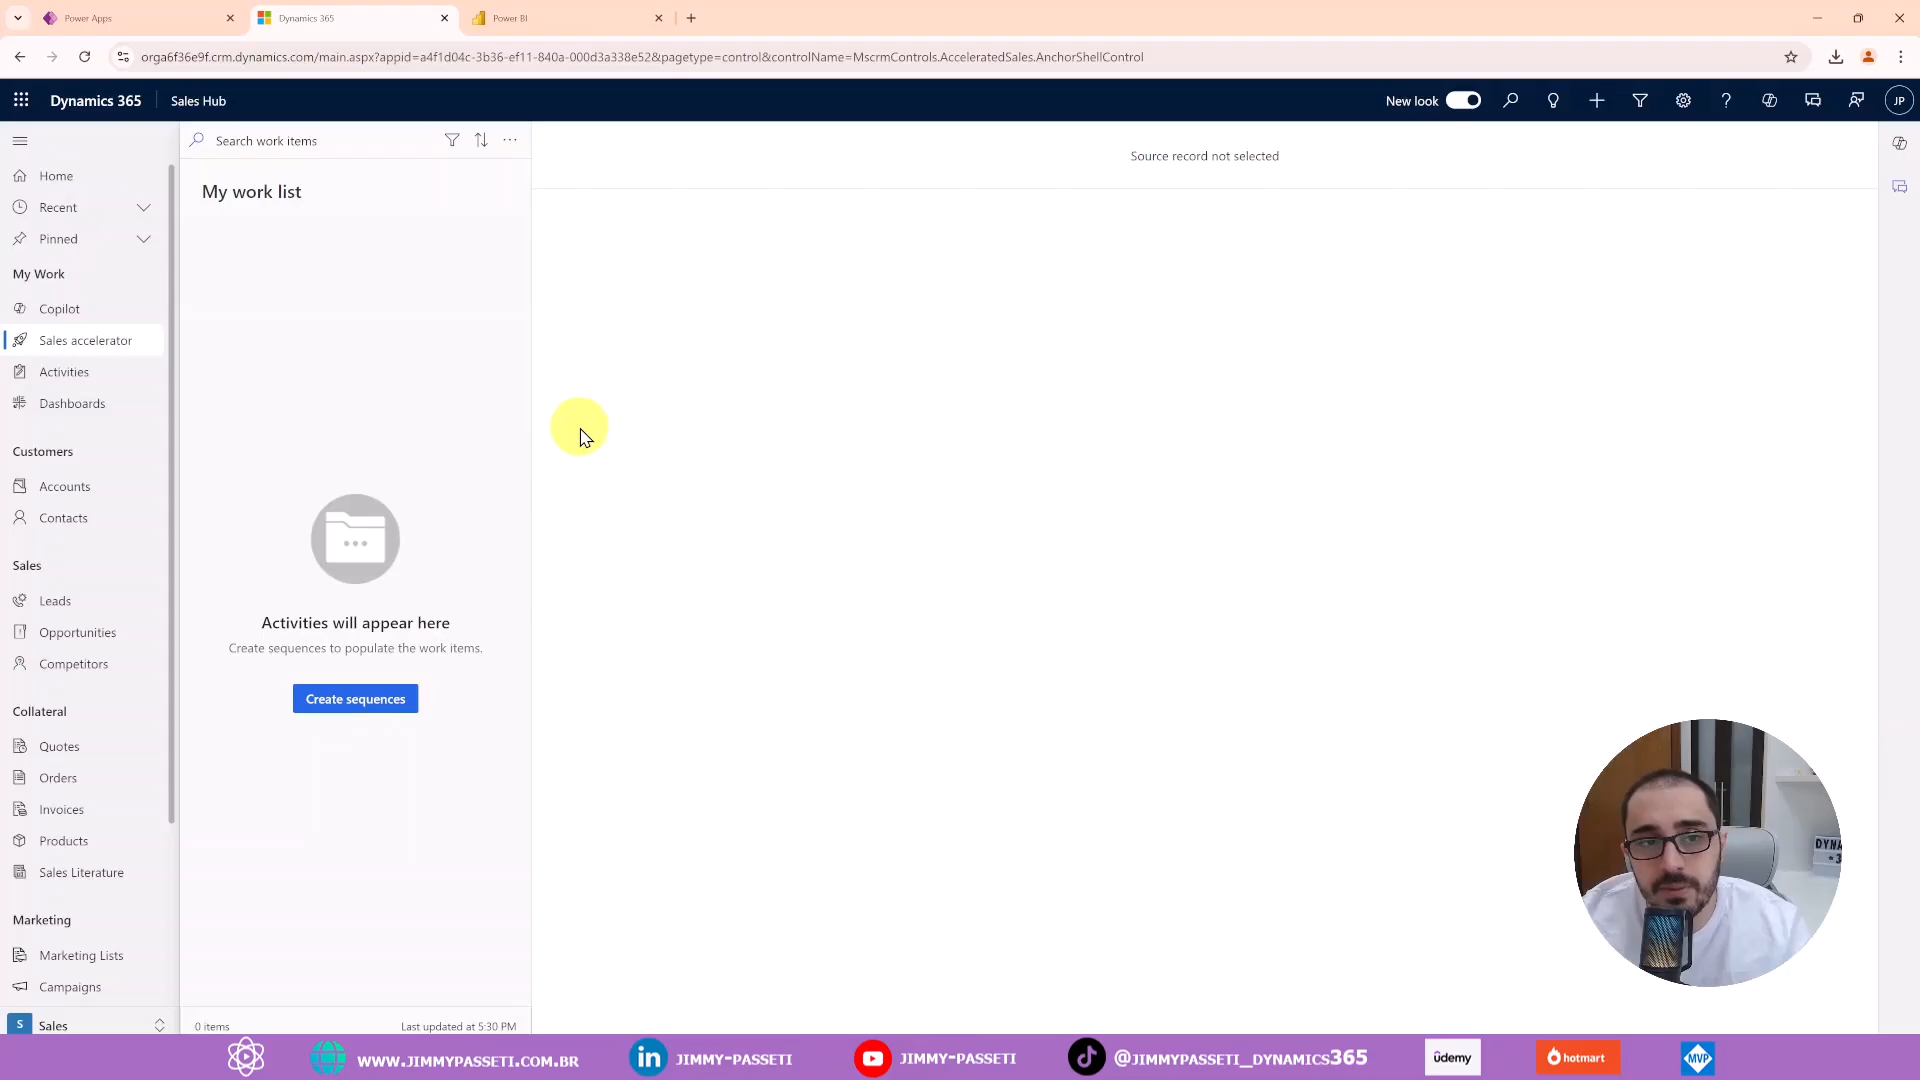 Power Apps
Dynamics 365
Power BI
orga6f36e9f.crm.dynamics.com/main.aspx?appid=a4f1d04c-3b36-ef11-840a-000d3a338e52&pagetype=control&controlName=MscrmControls.AcceleratedSales.AnchorShellControl
Dynamics 365
Sales Hub
New look
JP
Search work items
Source record not selected
My work list
Home
Recent
Pinned
My Work
Copilot
Sales accelerator
Activities
Dashboards
Customers
Accounts
Contacts
Sales
Leads
Opportunities
Competitors
Collateral
Quotes
Orders
Invoices
Products
Sales Literature
Marketing
Marketing Lists
Campaigns
S Sales
Activities will appear here
Create sequences to populate the work items.
Create sequences
0 items
Last updated at 5:30 PM
WWW.JIMMYPASSETI.COM.BR
in JIMMY-PASSETI
JIMMY-PASSETI
@JIMMYPASSETI_DYNAMICS365
ûdemy
hotmart
MVP